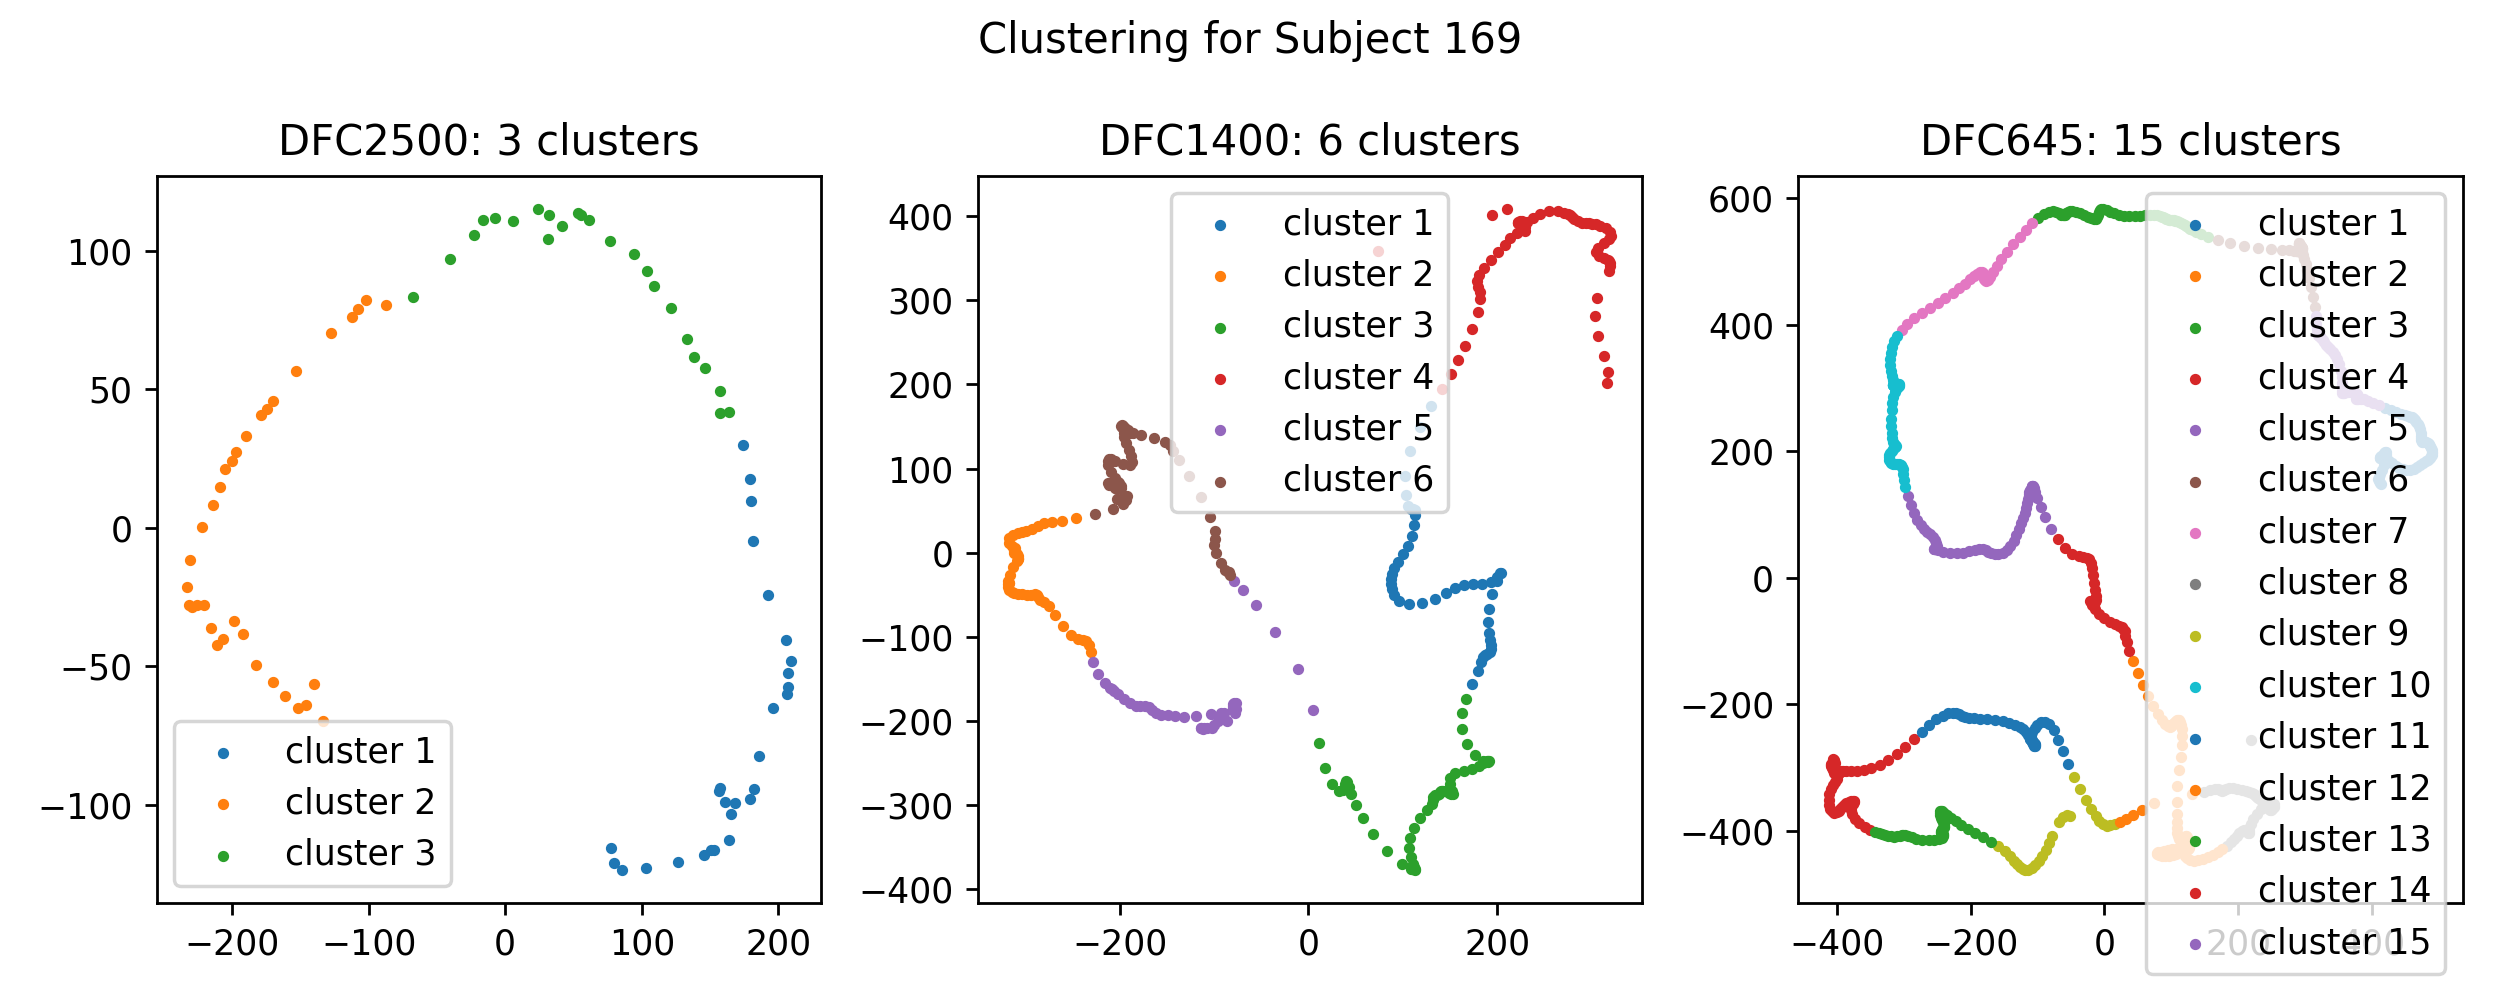 Clustering for Subject 169
DFC2500: 3 clusters
100
50
0
−50
−100
−200
−100
0
100
200
cluster 1
cluster 2
cluster 3
DFC1400: 6 clusters
400
300
200
100
0
−100
−200
−300
−400
−200
0
200
cluster 1
cluster 2
cluster 3
cluster 4
cluster 5
cluster 6
DFC645: 15 clusters
600
400
200
0
−200
−400
−400
−200
0
200
400
cluster 1
cluster 2
cluster 3
cluster 4
cluster 5
cluster 6
cluster 7
cluster 8
cluster 9
cluster 10
cluster 11
cluster 12
cluster 13
cluster 14
cluster 15